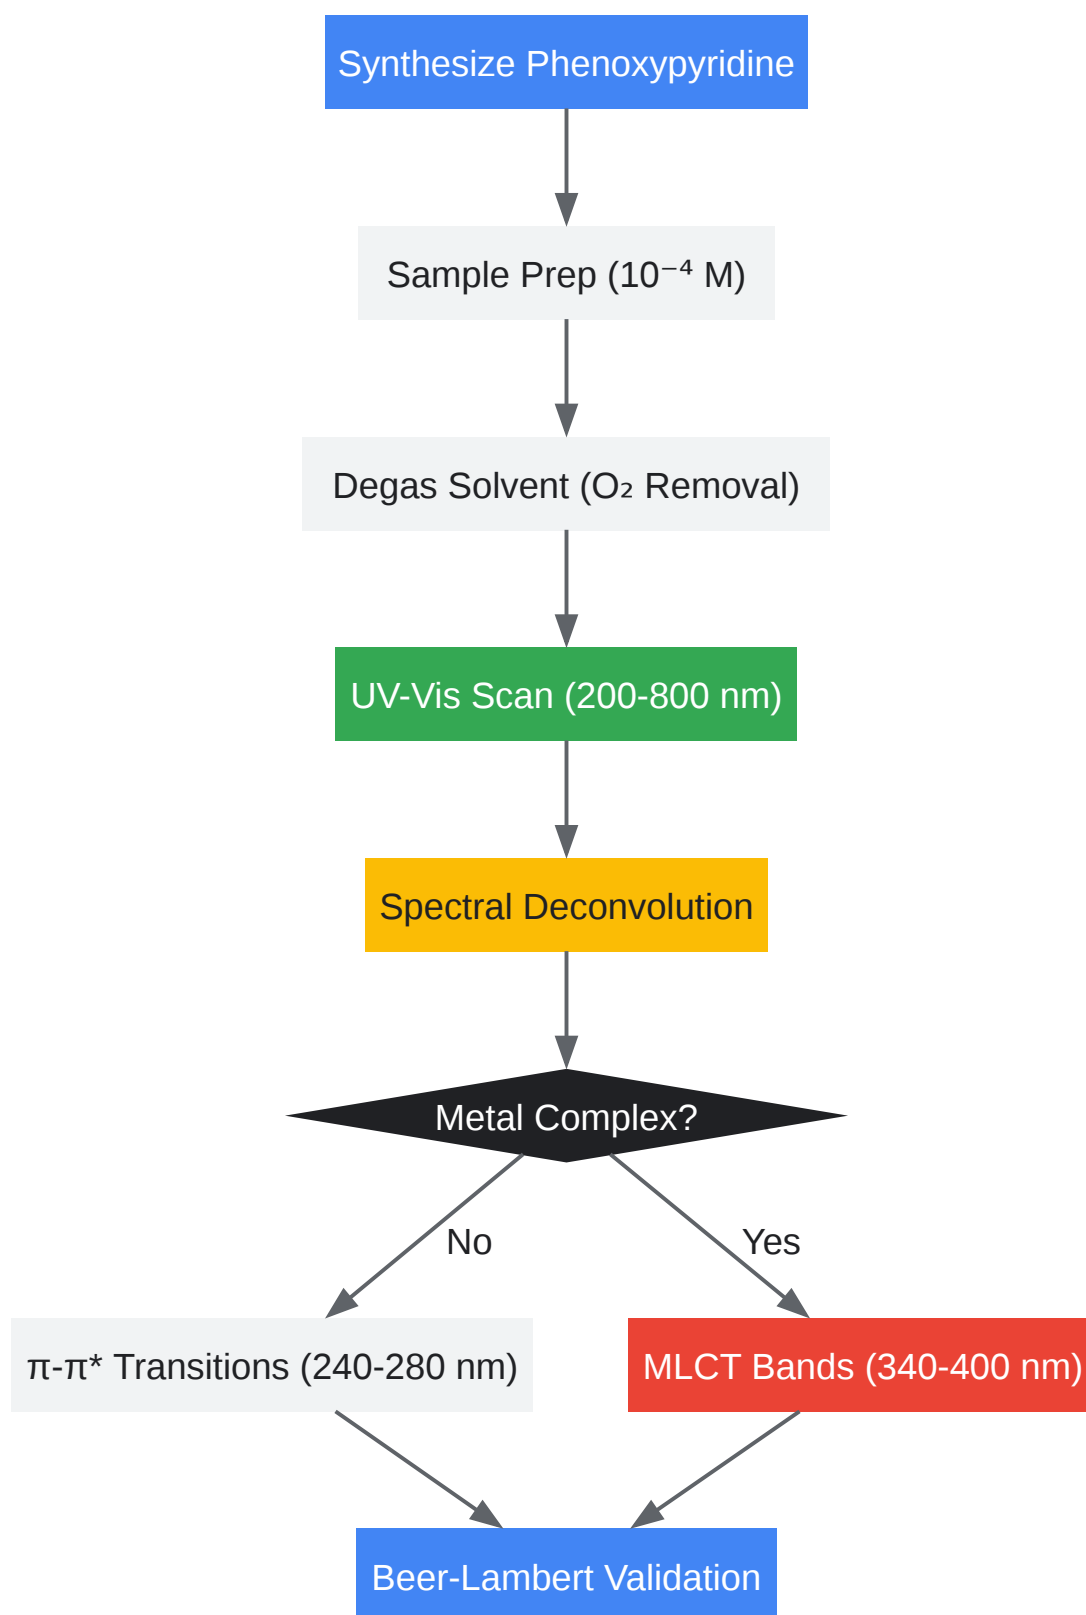 Synthesize Phenoxypyridine
Sample Prep (10⁻⁴ M)
Degas Solvent (O₂ Removal)
UV-Vis Scan (200-800 nm)
Spectral Deconvolution
Metal Complex?
No
Yes
π-π* Transitions (240-280 nm)
MLCT Bands (340-400 nm)
Beer-Lambert Validation